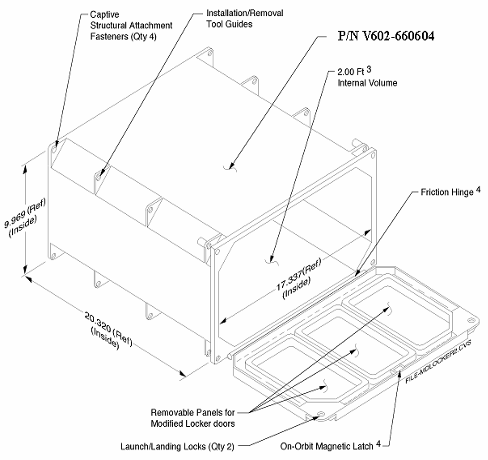 Captive
Structural Attachment
Fasteners (Qty 4)
Installation/Removal
Tool Guides
P/N V602-660604
2.00 Ft 3
Internal Volume
Friction Hinge 4
9.969 (Ref)
(Inside)
17.337(Ref)
(Inside)
20.320 (Ref)
(Inside)
FILE-MDLOCKER2.CVS
Removable Panels for
Modified Locker doors
Launch/Landing Locks (Qty 2)
On-Orbit Magnetic Latch 4